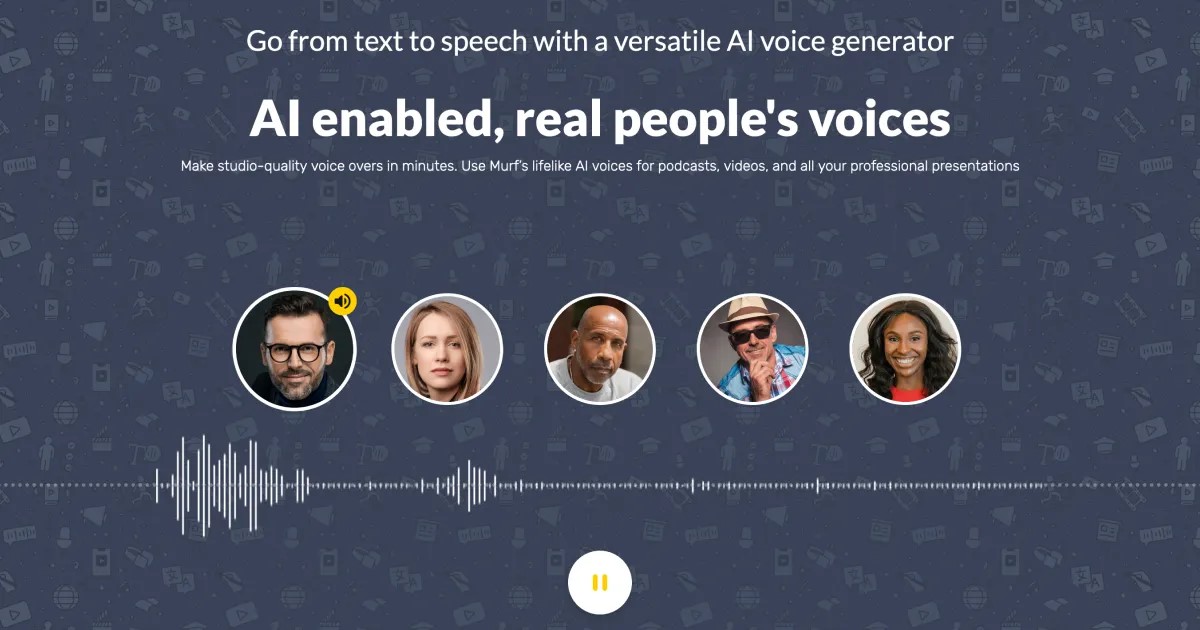 Go from text to speech with a versatile AI voice generator
AI enabled, real people's voices
Make studio-quality voice overs in minutes. Use Murf's lifelike AI voices for podcasts, videos, and all your professional presentations